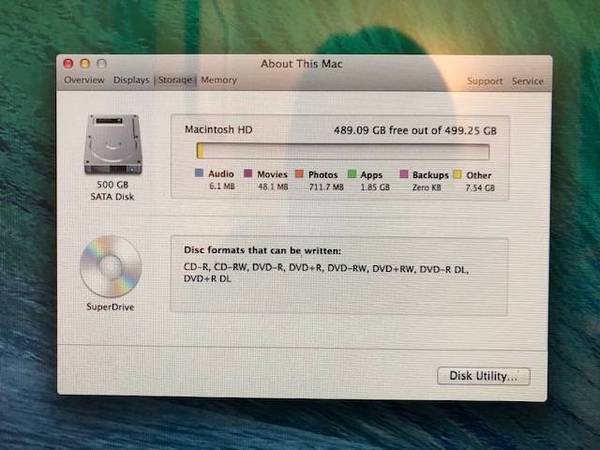 About This Mac
Overview Displays Storage Memory Support Service
Macintosh HD 489.09 GB free out of 499.25 GB
Audio Movies Photos Apps Backups Other
6.1 MB 48.1 MB 711.7 MB 1.85 GB Zero KB 7.54 GB
500 GB
SATA Disk
Disc formats that can be written:
CD-R, CD-RW, DVD-R, DVD+R, DVD-RW, DVD+RW, DVD-R DL,
DVD+R DL
SuperDrive
Disk Utility...